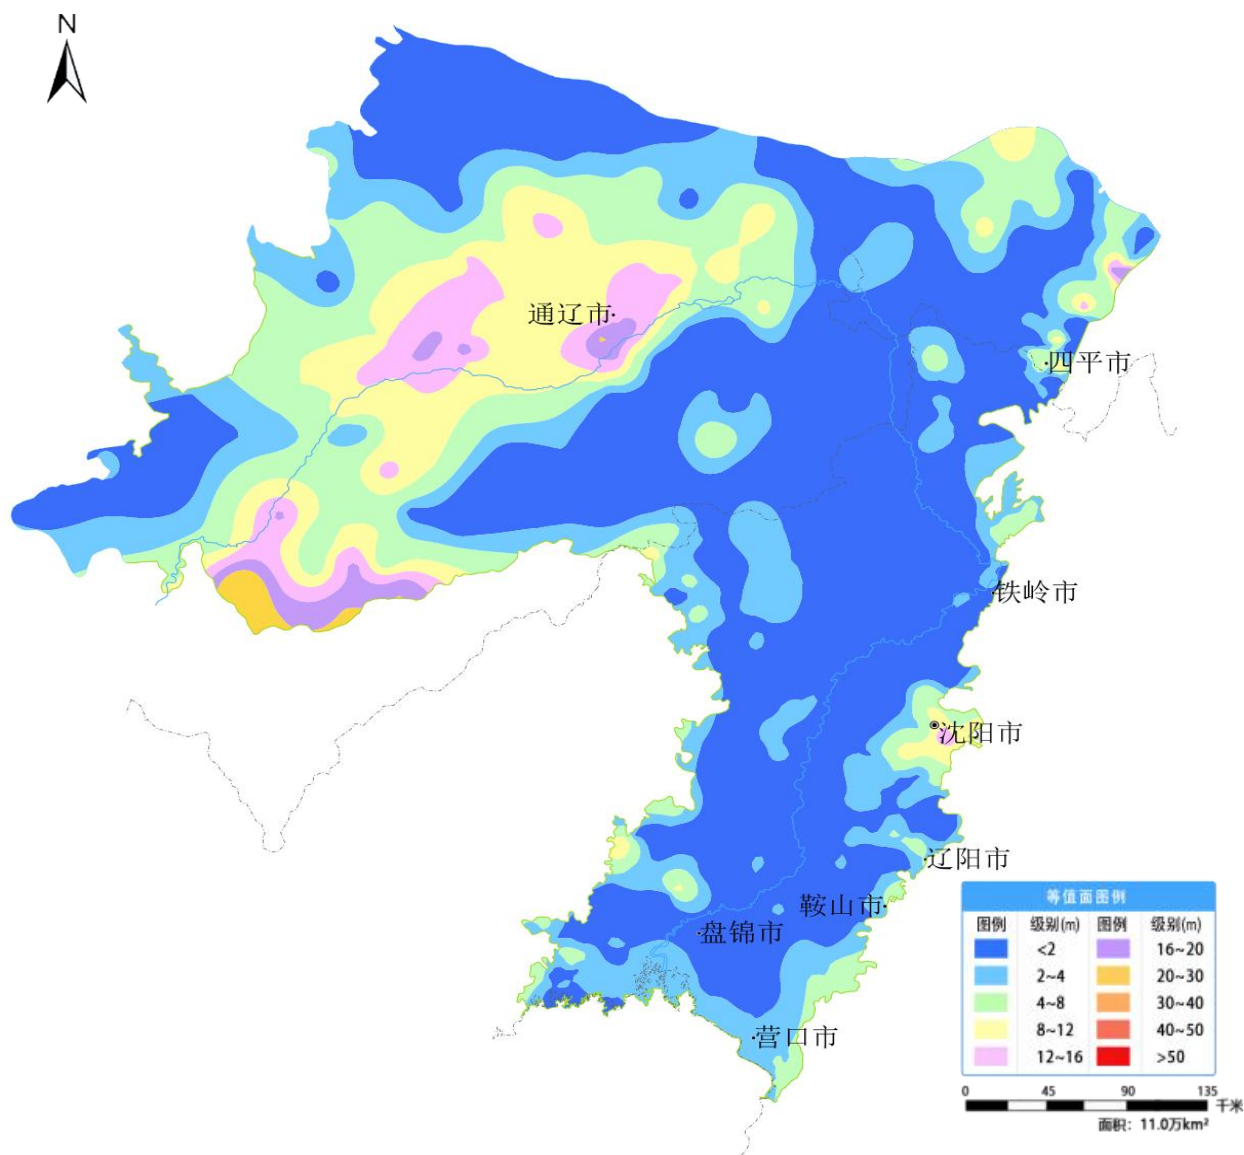 N
通辽市
四平市
铁岭市
沈阳市
辽阳市
鞍山市
盘锦市
营口市
等值面图例
图例 级别(m) 图例 级别(m)
<2 16~20
2~4 20~30
4~8 30~40
8~12 40~50
12~16 >50
0 45 90 135
千米
面积：11.0万km²